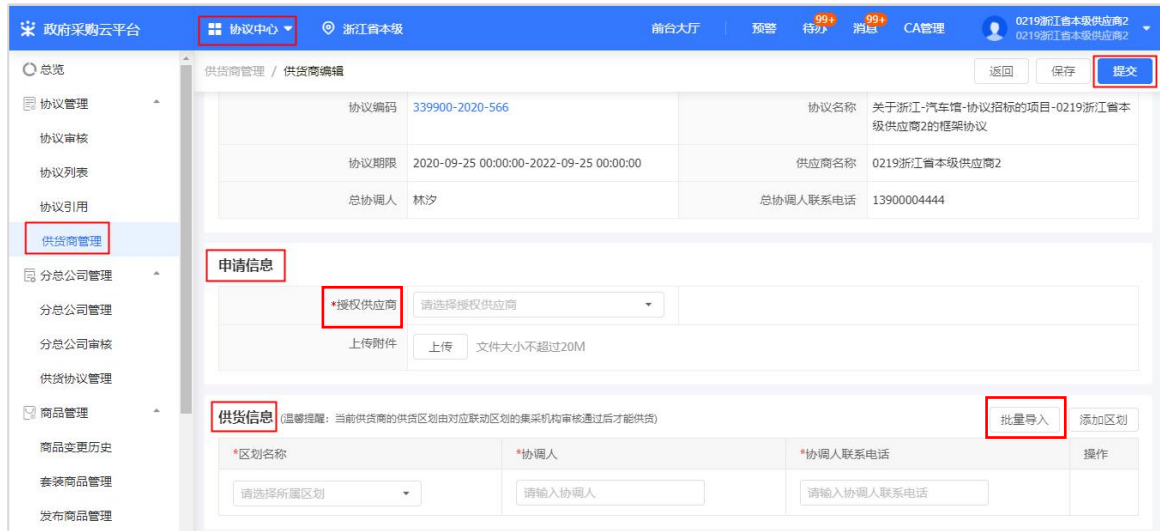 政府采购云平台 协议中心 浙江省本级 前台大厅 预警 待办 99+ 消息 99+ CA管理 0219浙江省本级供应商2
0219浙江省本级供应商2
总览
协议管理
协议审核
协议列表
协议引用
供货商管理
分总公司管理
分总公司管理
分总公司审核
供货协议管理
商品管理
商品变更历史
套装商品管理
发布商品管理
供货商管理 / 供货商编辑 返回 保存 提交
协议编码 339900-2020-566 协议名称 关于浙江-汽车馆-协议招标的项目-0219浙江省本
级供应商2的框架协议
协议期限 2020-09-25 00:00:00-2022-09-25 00:00:00 供应商名称 0219浙江省本级供应商2
总协调人 林汐 总协调人联系电话 13900004444
申请信息
*授权供应商 请选择授权供应商
上传附件 上传 文件大小不超过20M
供货信息 (温馨提醒：当前供货商的供货区划由对应联动区划的集采机构审核通过后才能供货) 批量导入 添加区划
*区划名称 *协调人 *协调人联系电话 操作
请选择所属区划 请输入协调人 请输入协调人联系电话